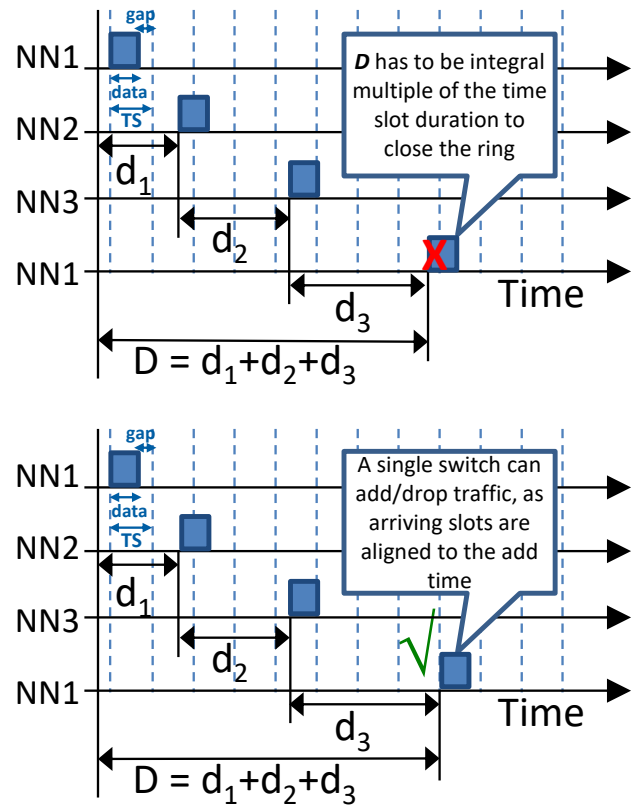 gap
NN1
data
TS
D has to be integral
multiple of the time
slot duration to
close the ring
NN2
d1
NN3
d2
X
NN1
Time
d3
D = d1+d2+d3
gap
NN1
data
TS
A single switch can
add/drop traffic, as
arriving slots are
aligned to the add
time
NN2
d1
NN3
d2
NN1
Time
d3
D = d1+d2+d3